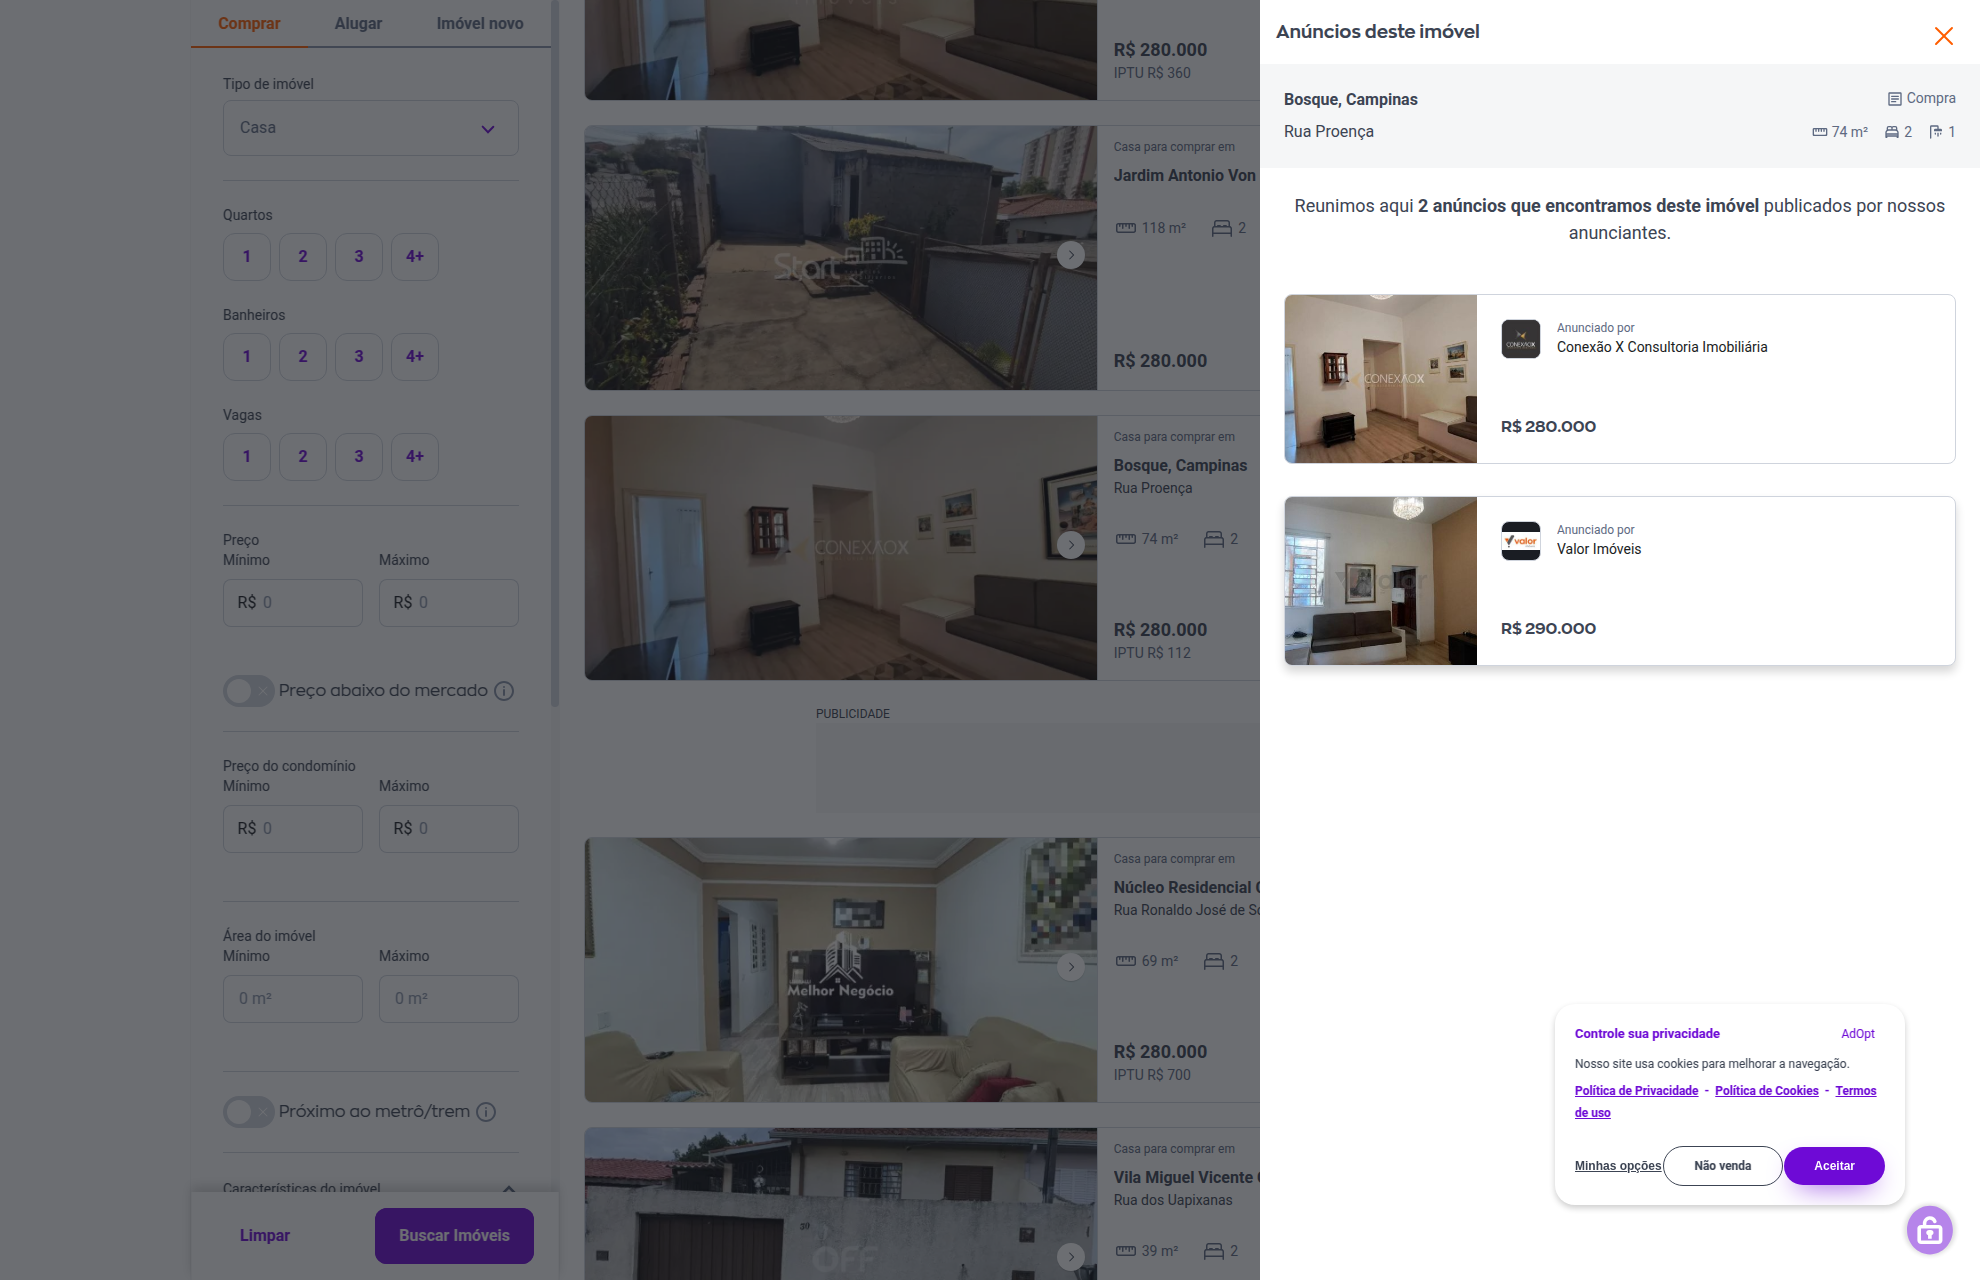 Comprar
Alugar
Imóvel novo
Tipo de imóvel
Casa
Quartos
1
2
3
4+
Banheiros
1
2
3
4+
Vagas
1
2
3
4+
Preço
Mínimo
Máximo
R$ 0
R$ 0
Preço abaixo do mercado
Preço do condomínio
Mínimo
Máximo
R$ 0
R$ 0
Área do imóvel
Mínimo
Máximo
0 m²
0 m²
Próximo ao metrô/trem
Características do imóvel
Limpar
Buscar Imóveis
R$ 280.000
IPTU R$ 360
Start
Casa para comprar em
Jardim Antonio Von
118 m²
2
R$ 280.000
CONEXAOX
Casa para comprar em
Bosque, Campinas
Rua Proença
74 m²
2
R$ 280.000
IPTU R$ 112
PUBLICIDADE
Melhor Negócio
Casa para comprar em
Núcleo Residencial
Rua Ronaldo José de
69 m²
2
R$ 280.000
IPTU R$ 700
OFF
Casa para comprar em
Vila Miguel Vicente
Rua dos Uapixanas
39 m²
2
Anúncios deste imóvel
Bosque, Campinas
Compra
Rua Proença
74 m²
2
1
Reunimos aqui 2 anúncios que encontramos deste imóvel publicados por nossos
anunciantes.
CONEXAOX
CONEXAOX
Anunciado por
Conexão X Consultoria Imobiliária
R$ 280.000
valor
valor
Anunciado por
Valor Imóveis
R$ 290.000
Controle sua privacidade
AdOpt
Nosso site usa cookies para melhorar a navegação.
Política de Privacidade - Política de Cookies - Termos
de uso
Minhas opções
Não venda
Aceitar